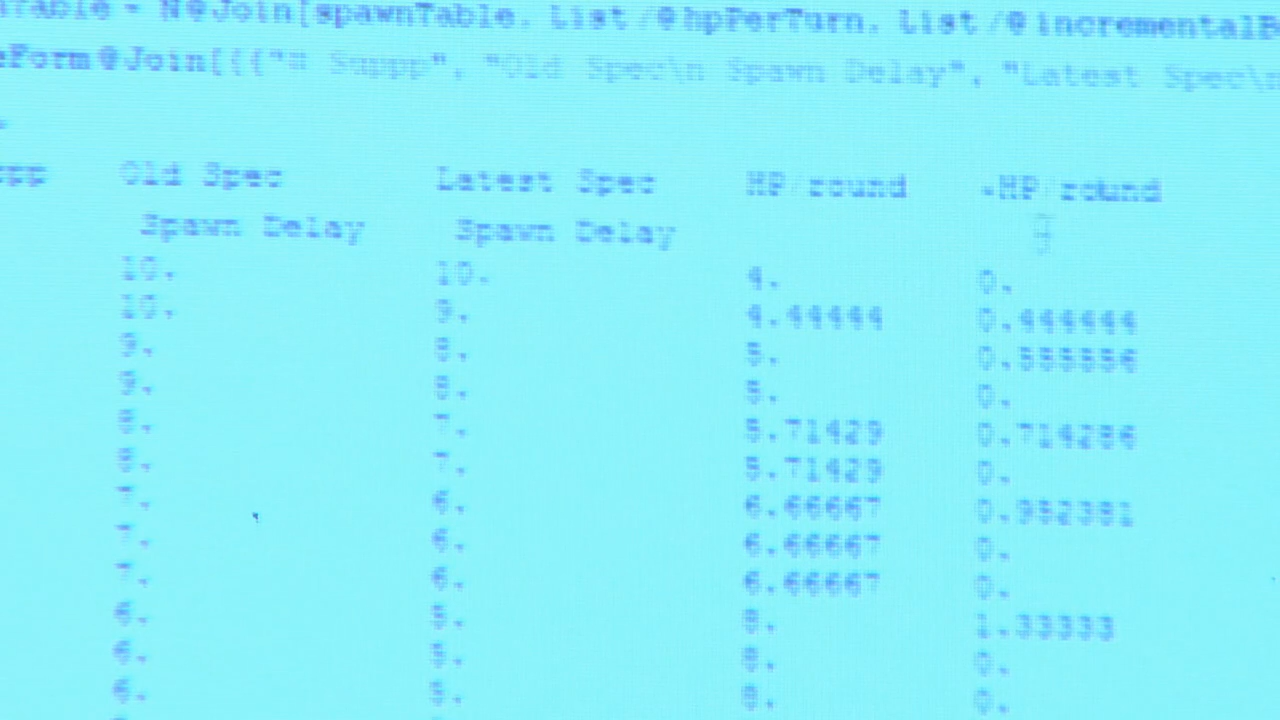 Table = N@Join[spawnTable, List /@ hpPerTurn, List /@ incrementalB
eForm@Join[{{"# Supp", "Old Spec\n Spawn Delay", "Latest Spec\n
pp Old Spec Latest Spec HP/round HP/round
Spawn Delay Spawn Delay
10. 10. 4. 0.
10. 9. 4.44444 0.444444
9. 8. 5. 0.555556
9. 8. 5. 0.
8. 7. 5.71429 0.714286
8. 7. 5.71429 0.
7. 6. 6.66667 0.952381
7. 6. 6.66667 0.
7. 6. 6.66667 0.
6. 5. 8. 1.33333
6. 5. 8. 0.
6. 5. 8. 0.